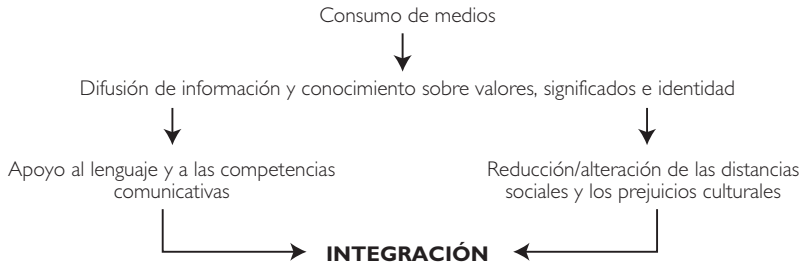 Consumo de medios
Difusión de información y conocimiento sobre valores, significados e identidad
Apoyo al lenguaje y a las competencias
comunicativas
Reducción/alteración de las distancias
sociales y los prejuicios culturales
INTEGRACIÓN